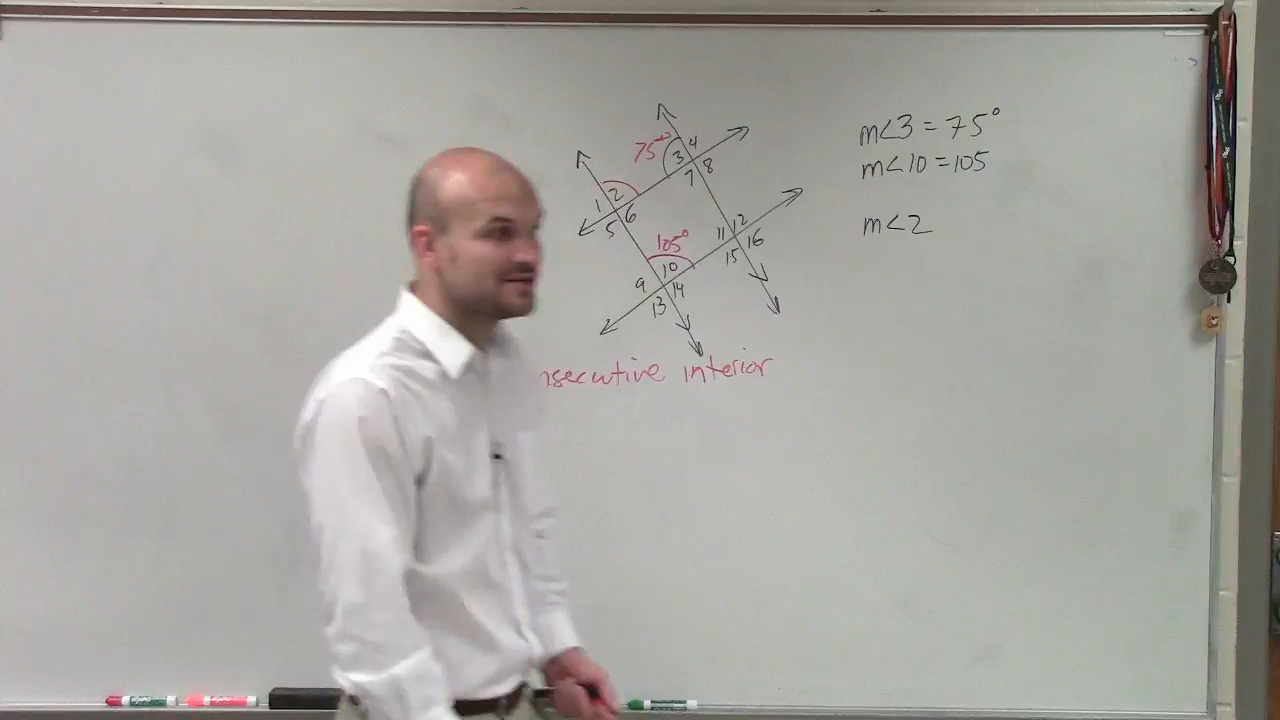 m<3 = 75°
m<10 = 105
m<2
75°
3 4
7 8
1 2
5 6
105°
11 12
15 16
9 10
13 14
nsecutive interior